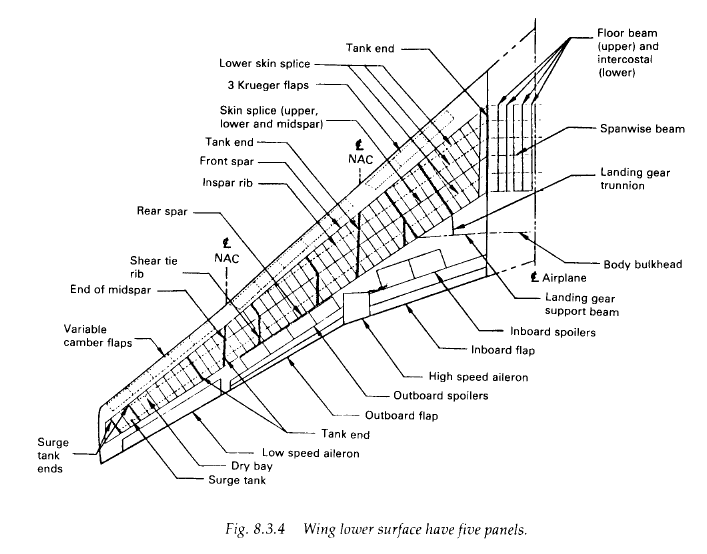 Floor beam
(upper) and
intercostal
(lower)
Tank end
Lower skin splice
3 Krueger flaps
Skin splice (upper,
lower and midspar)
Spanwise beam
℄
NAC
Tank end
Front spar
Landing gear
trunnion
Inspar rib
Rear spar
℄
NAC
Shear tie
rib
Body bulkhead
℄ Airplane
End of midspar
Landing gear
support beam
Variable
camber flaps
Inboard spoilers
Inboard flap
High speed aileron
Outboard spoilers
Outboard flap
Tank end
Surge
tank
ends
Low speed aileron
Dry bay
Surge tank
Fig. 8.3.4 Wing lower surface have five panels.